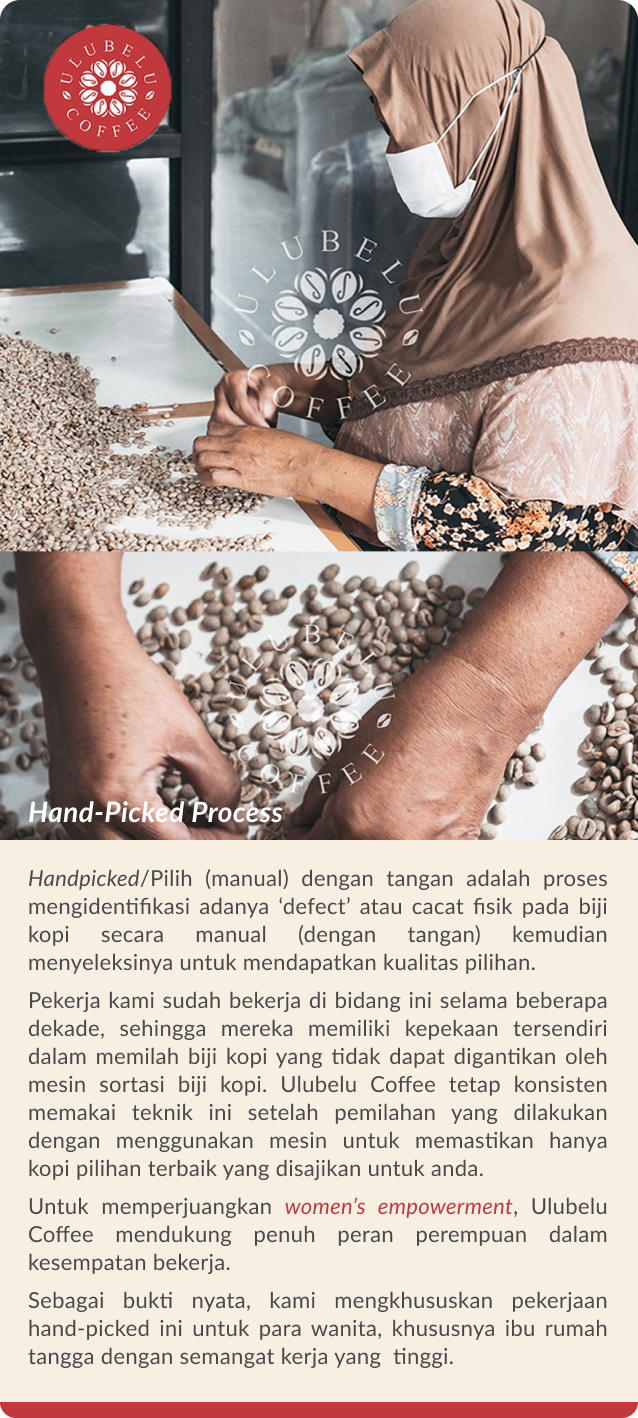 ULUBELU
COFFEE
ULUBELU
COFFEE
ULUBELU
COFFEE
Hand-Picked Process
Handpicked/Pilih (manual) dengan tangan adalah proses
mengidentifikasi adanya ‘defect’ atau cacat fisik pada biji
kopi secara manual (dengan tangan) kemudian
menyeleksinya untuk mendapatkan kualitas pilihan.
Pekerja kami sudah bekerja di bidang ini selama beberapa
dekade, sehingga mereka memiliki kepekaan tersendiri
dalam memilah biji kopi yang tidak dapat digantikan oleh
mesin sortasi biji kopi. Ulubelu Coffee tetap konsisten
memakai teknik ini setelah pemilahan yang dilakukan
dengan menggunakan mesin untuk memastikan hanya
kopi pilihan terbaik yang disajikan untuk anda.
Untuk memperjuangkan women’s empowerment, Ulubelu
Coffee mendukung penuh peran perempuan dalam
kesempatan bekerja.
Sebagai bukti nyata, kami mengkhususkan pekerjaan
hand-picked ini untuk para wanita, khususnya ibu rumah
tangga dengan semangat kerja yang  tinggi.